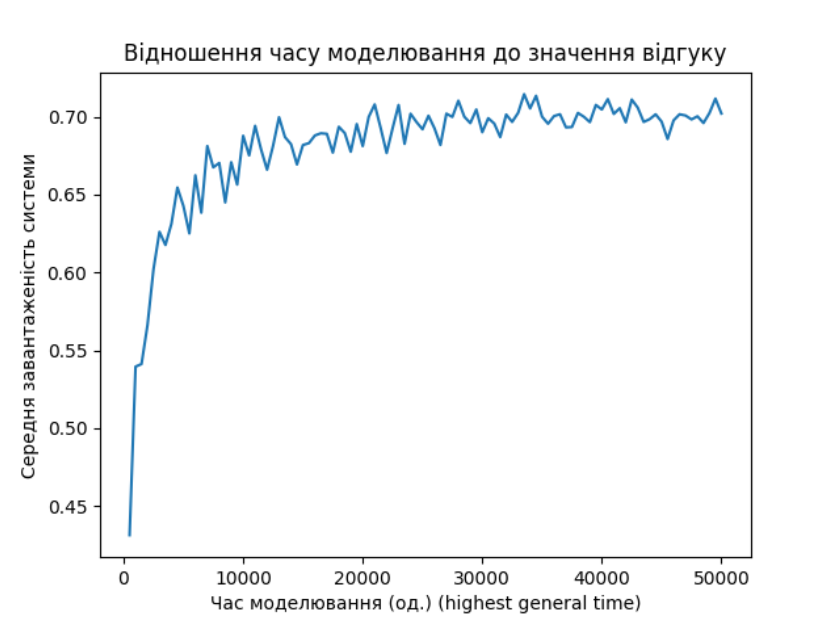 Відношення часу моделювання до значення відгуку
Середня завантаженість системи
0.70
0.65
0.60
0.55
0.50
0.45
0 10000 20000 30000 40000 50000
Час моделювання (од.) (highest general time)